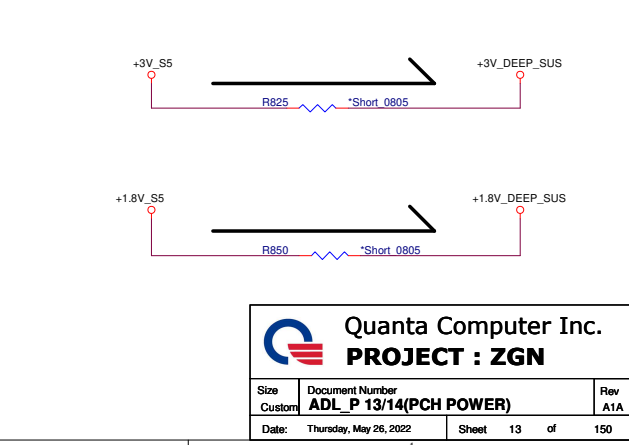 +3V_S5
+3V_DEEP_SUS
R825
*Short_0805
+1.8V_S5
+1.8V_DEEP_SUS
R850
*Short_0805
Quanta Computer Inc.
PROJECT : ZGN
Size
Document Number
Rev
Custom
ADL_P 13/14(PCH POWER)
A1A
Date: Thursday, May 26, 2022
Sheet 13 of 150